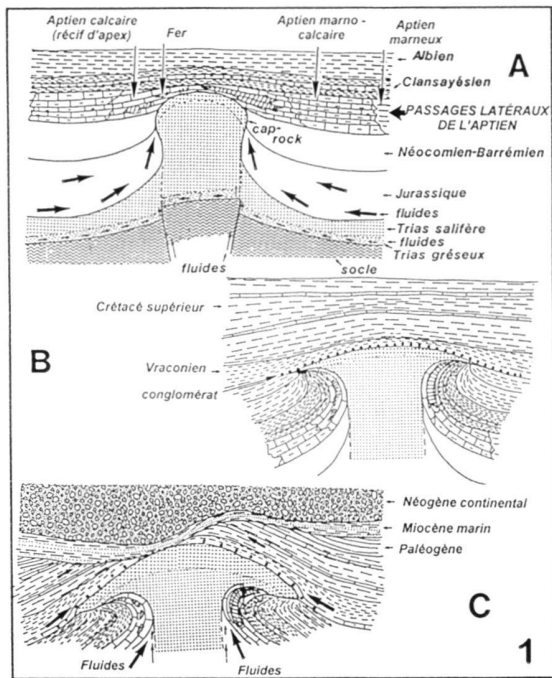 Aptien calcaire
(récif d'apex)
Fer
Aptien marno-
calcaire
Aptien
marneux
Albien
A
Clansayésien
PASSAGES LATÉRAUX
DE L'APTIEN
cap-
rock
Néocomien-Barrémien
Jurassique
fluides
Trias salifère
fluides
Trias gréseux
fluides
socle
Crétacé supérieur
B
Vraconien
conglomérat
Néogène continental
Miocène marin
Paléogène
C
Fluides
Fluides
1